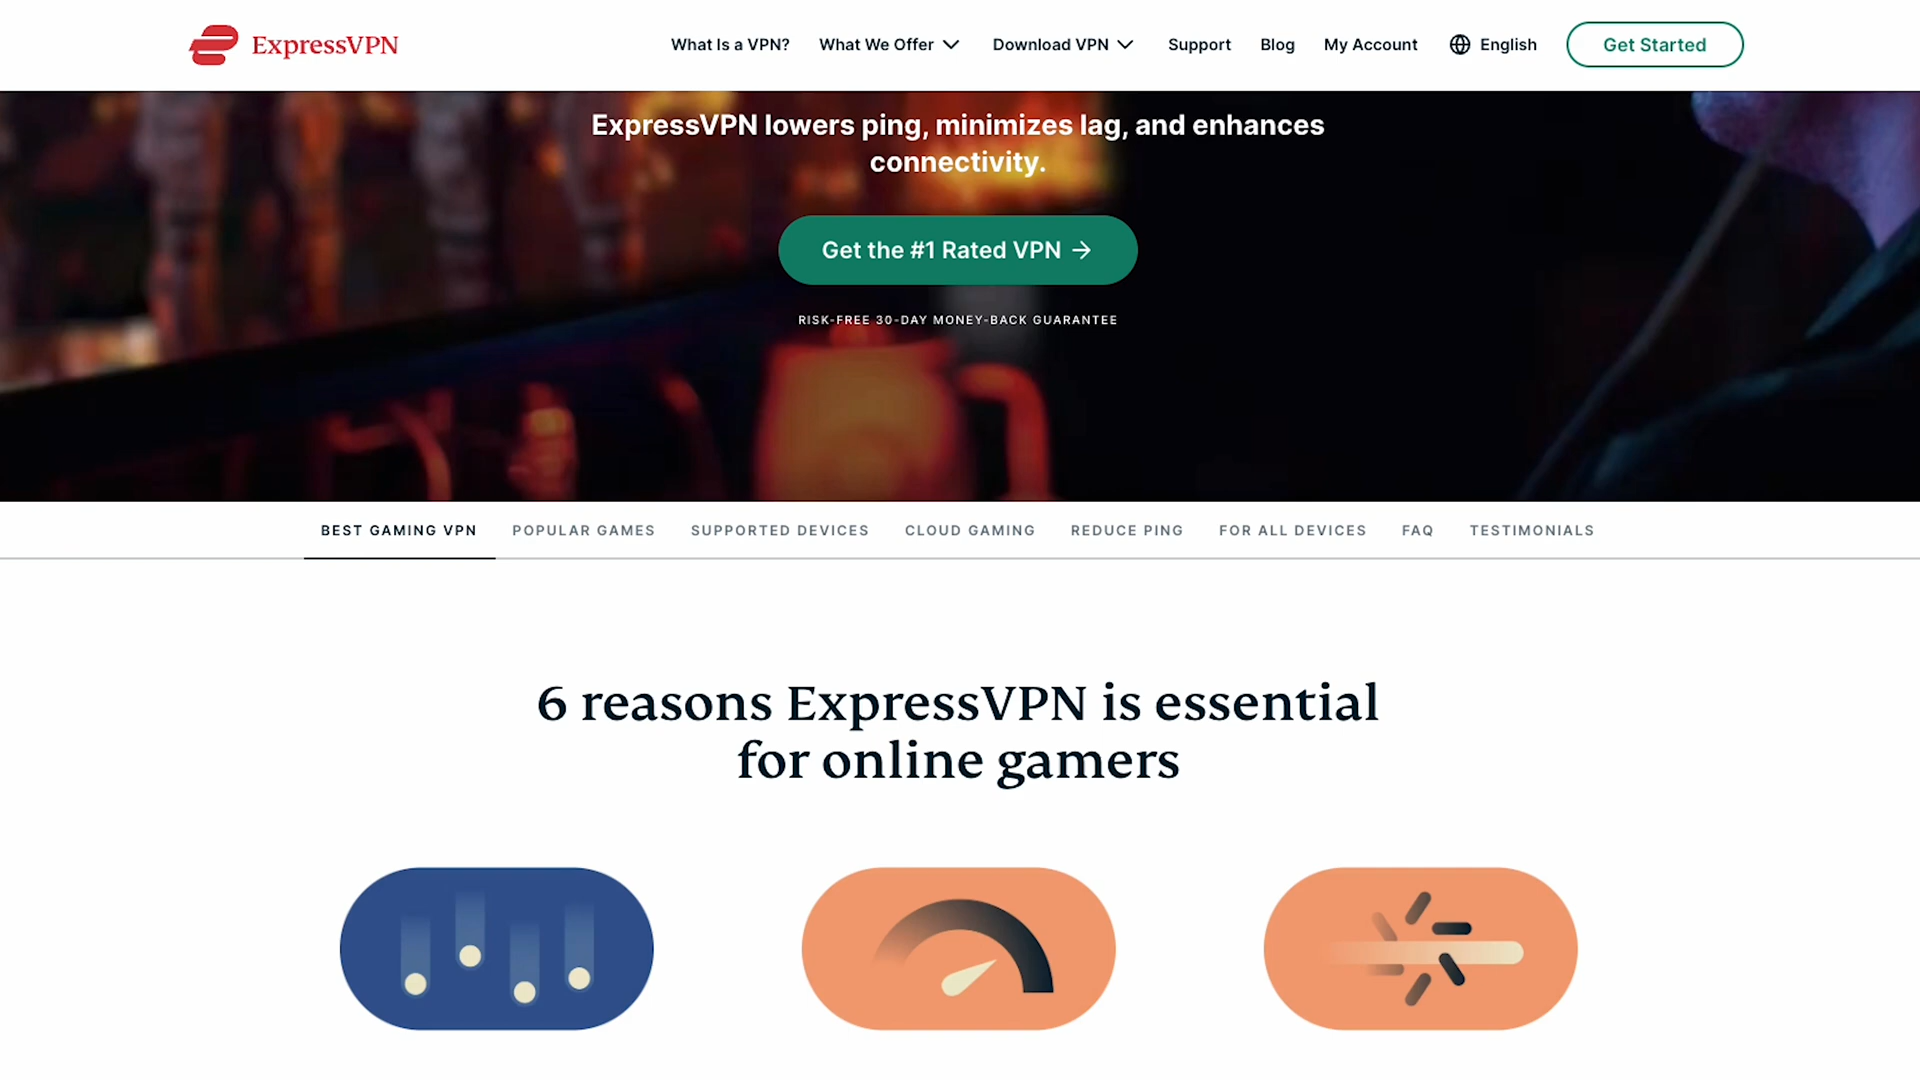 ExpressVPN
What Is a VPN?
What We Offer
Download VPN
Support
Blog
My Account
English
Get Started
ExpressVPN lowers ping, minimizes lag, and enhances
connectivity.
Get the #1 Rated VPN →
RISK-FREE 30-DAY MONEY-BACK GUARANTEE
BEST GAMING VPN
POPULAR GAMES
SUPPORTED DEVICES
CLOUD GAMING
REDUCE PING
FOR ALL DEVICES
FAQ
TESTIMONIALS
6 reasons ExpressVPN is essential
for online gamers